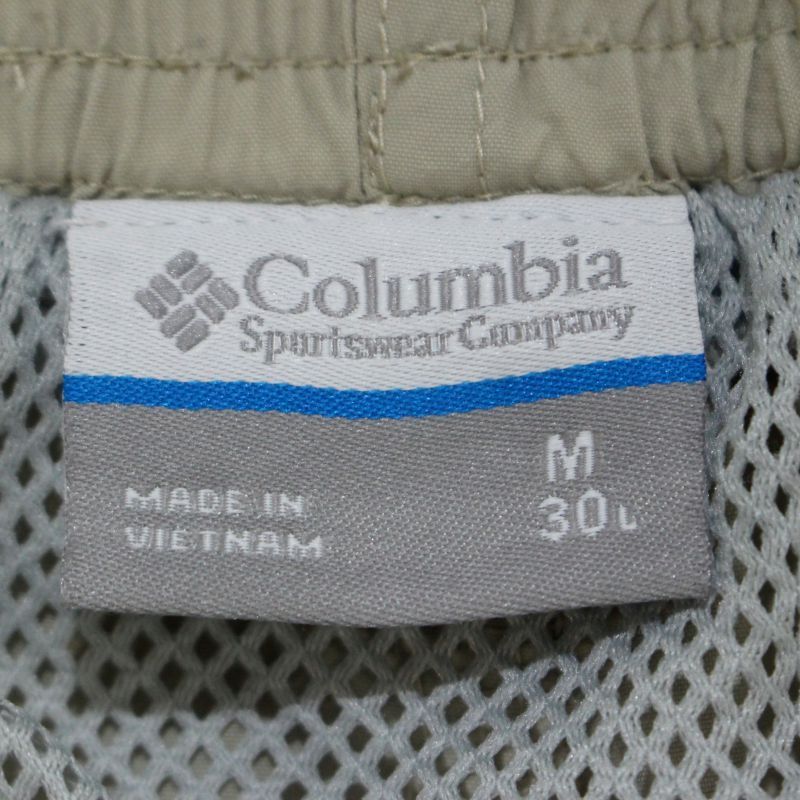 Columbia
Sportswear Company
M
30L
MADE IN
VIETNAM